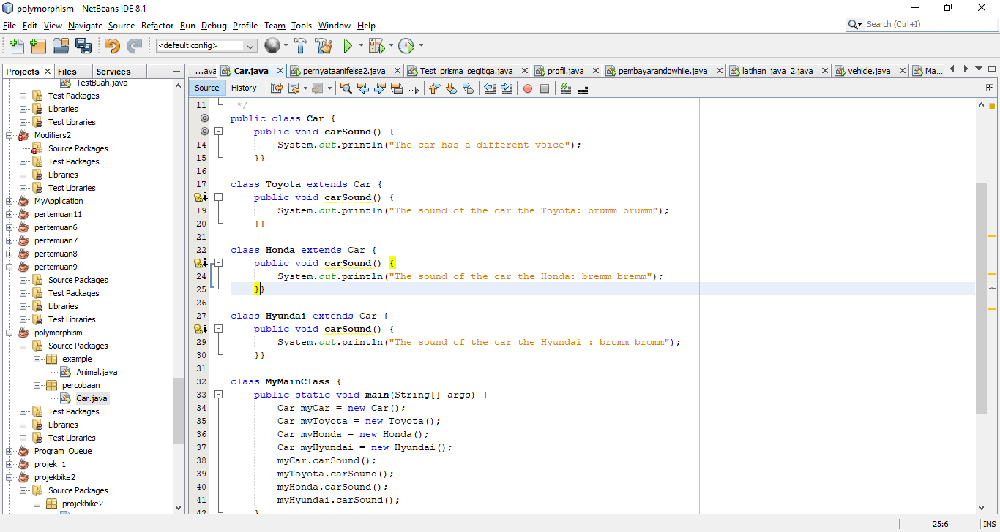 polymorphism - NetBeans IDE 8.1
File Edit View Navigate Source Refactor Run Debug Profile Team Tools Window Help
Search (Ctrl+I)
<default config>
Projects Files Services
TestBuah.java
Test Packages
Libraries
Test Libraries
Modifiers2
Source Packages
Test Packages
Libraries
Test Libraries
MyApplication
pertemuan11
pertemuan6
pertemuan7
pertemuan8
pertemuan9
Source Packages
Test Packages
Libraries
Test Libraries
polymorphism
Source Packages
example
Animal.java
percobaan
Car.java
Test Packages
Libraries
Test Libraries
Program_Queue
projek_1
projekbike2
Source Packages
projekbike2
...ava Car.java pernyataanifelse2.java Test_prisma_segitiga.java profil.java pembayarandowhile.java latihan_java_2.java vehicle.java Ma...
Source History
11 */
public class Car {
public void carSound() {
14 System.out.println("The car has a different voice");
15 }}
16
17 class Toyota extends Car {
public void carSound() {
19 System.out.println("The sound of the car the Toyota: brumm brumm");
20 }}
21
22 class Honda extends Car {
public void carSound() {
24 System.out.println("The sound of the car the Honda: bremm bremm");
25 }}
26
27 class Hyundai extends Car {
public void carSound() {
29 System.out.println("The sound of the car the Hyundai : bromm bromm");
30 }}
31
32 class MyMainClass {
33 public static void main(String[] args) {
34 Car myCar = new Car();
35 Car myToyota = new Toyota();
36 Car myHonda = new Honda();
37 Car myHyundai = new Hyundai();
38 myCar.carSound();
39 myToyota.carSound();
40 myHonda.carSound();
41 myHyundai.carSound();
42 }
25:6 INS